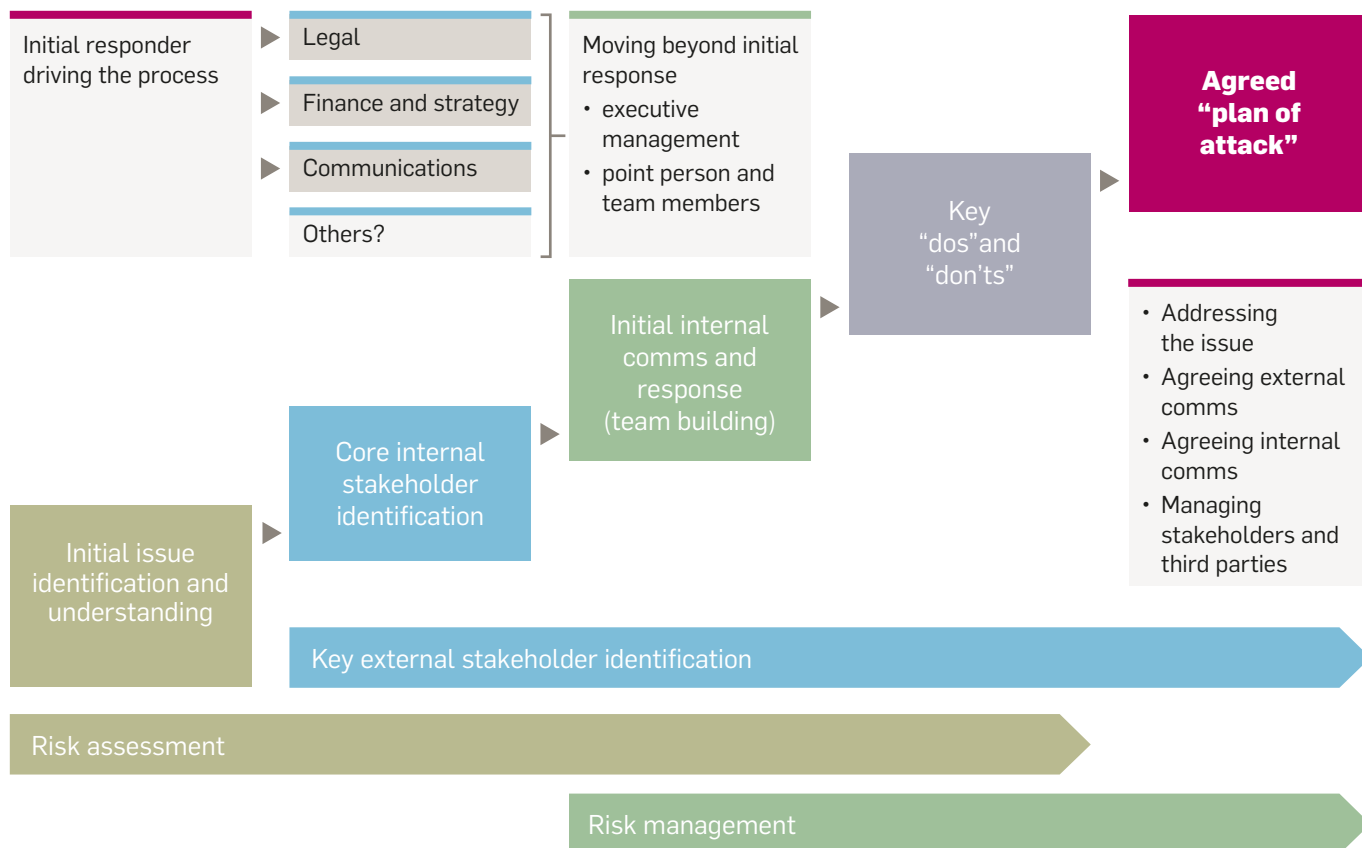 Initial responder
driving the process
Legal
Finance and strategy
Communications
Others?
Moving beyond initial
response
• executive
management
• point person and
team members
Key
“dos”and
“don’ts”
Agreed
“plan of
attack”
• Addressing
the issue
• Agreeing external
comms
• Agreeing internal
comms
• Managing
stakeholders and
third parties
Initial internal
comms and
response
(team building)
Core internal
stakeholder
identification
Initial issue
identification and
understanding
Key external stakeholder identification
Risk assessment
Risk management